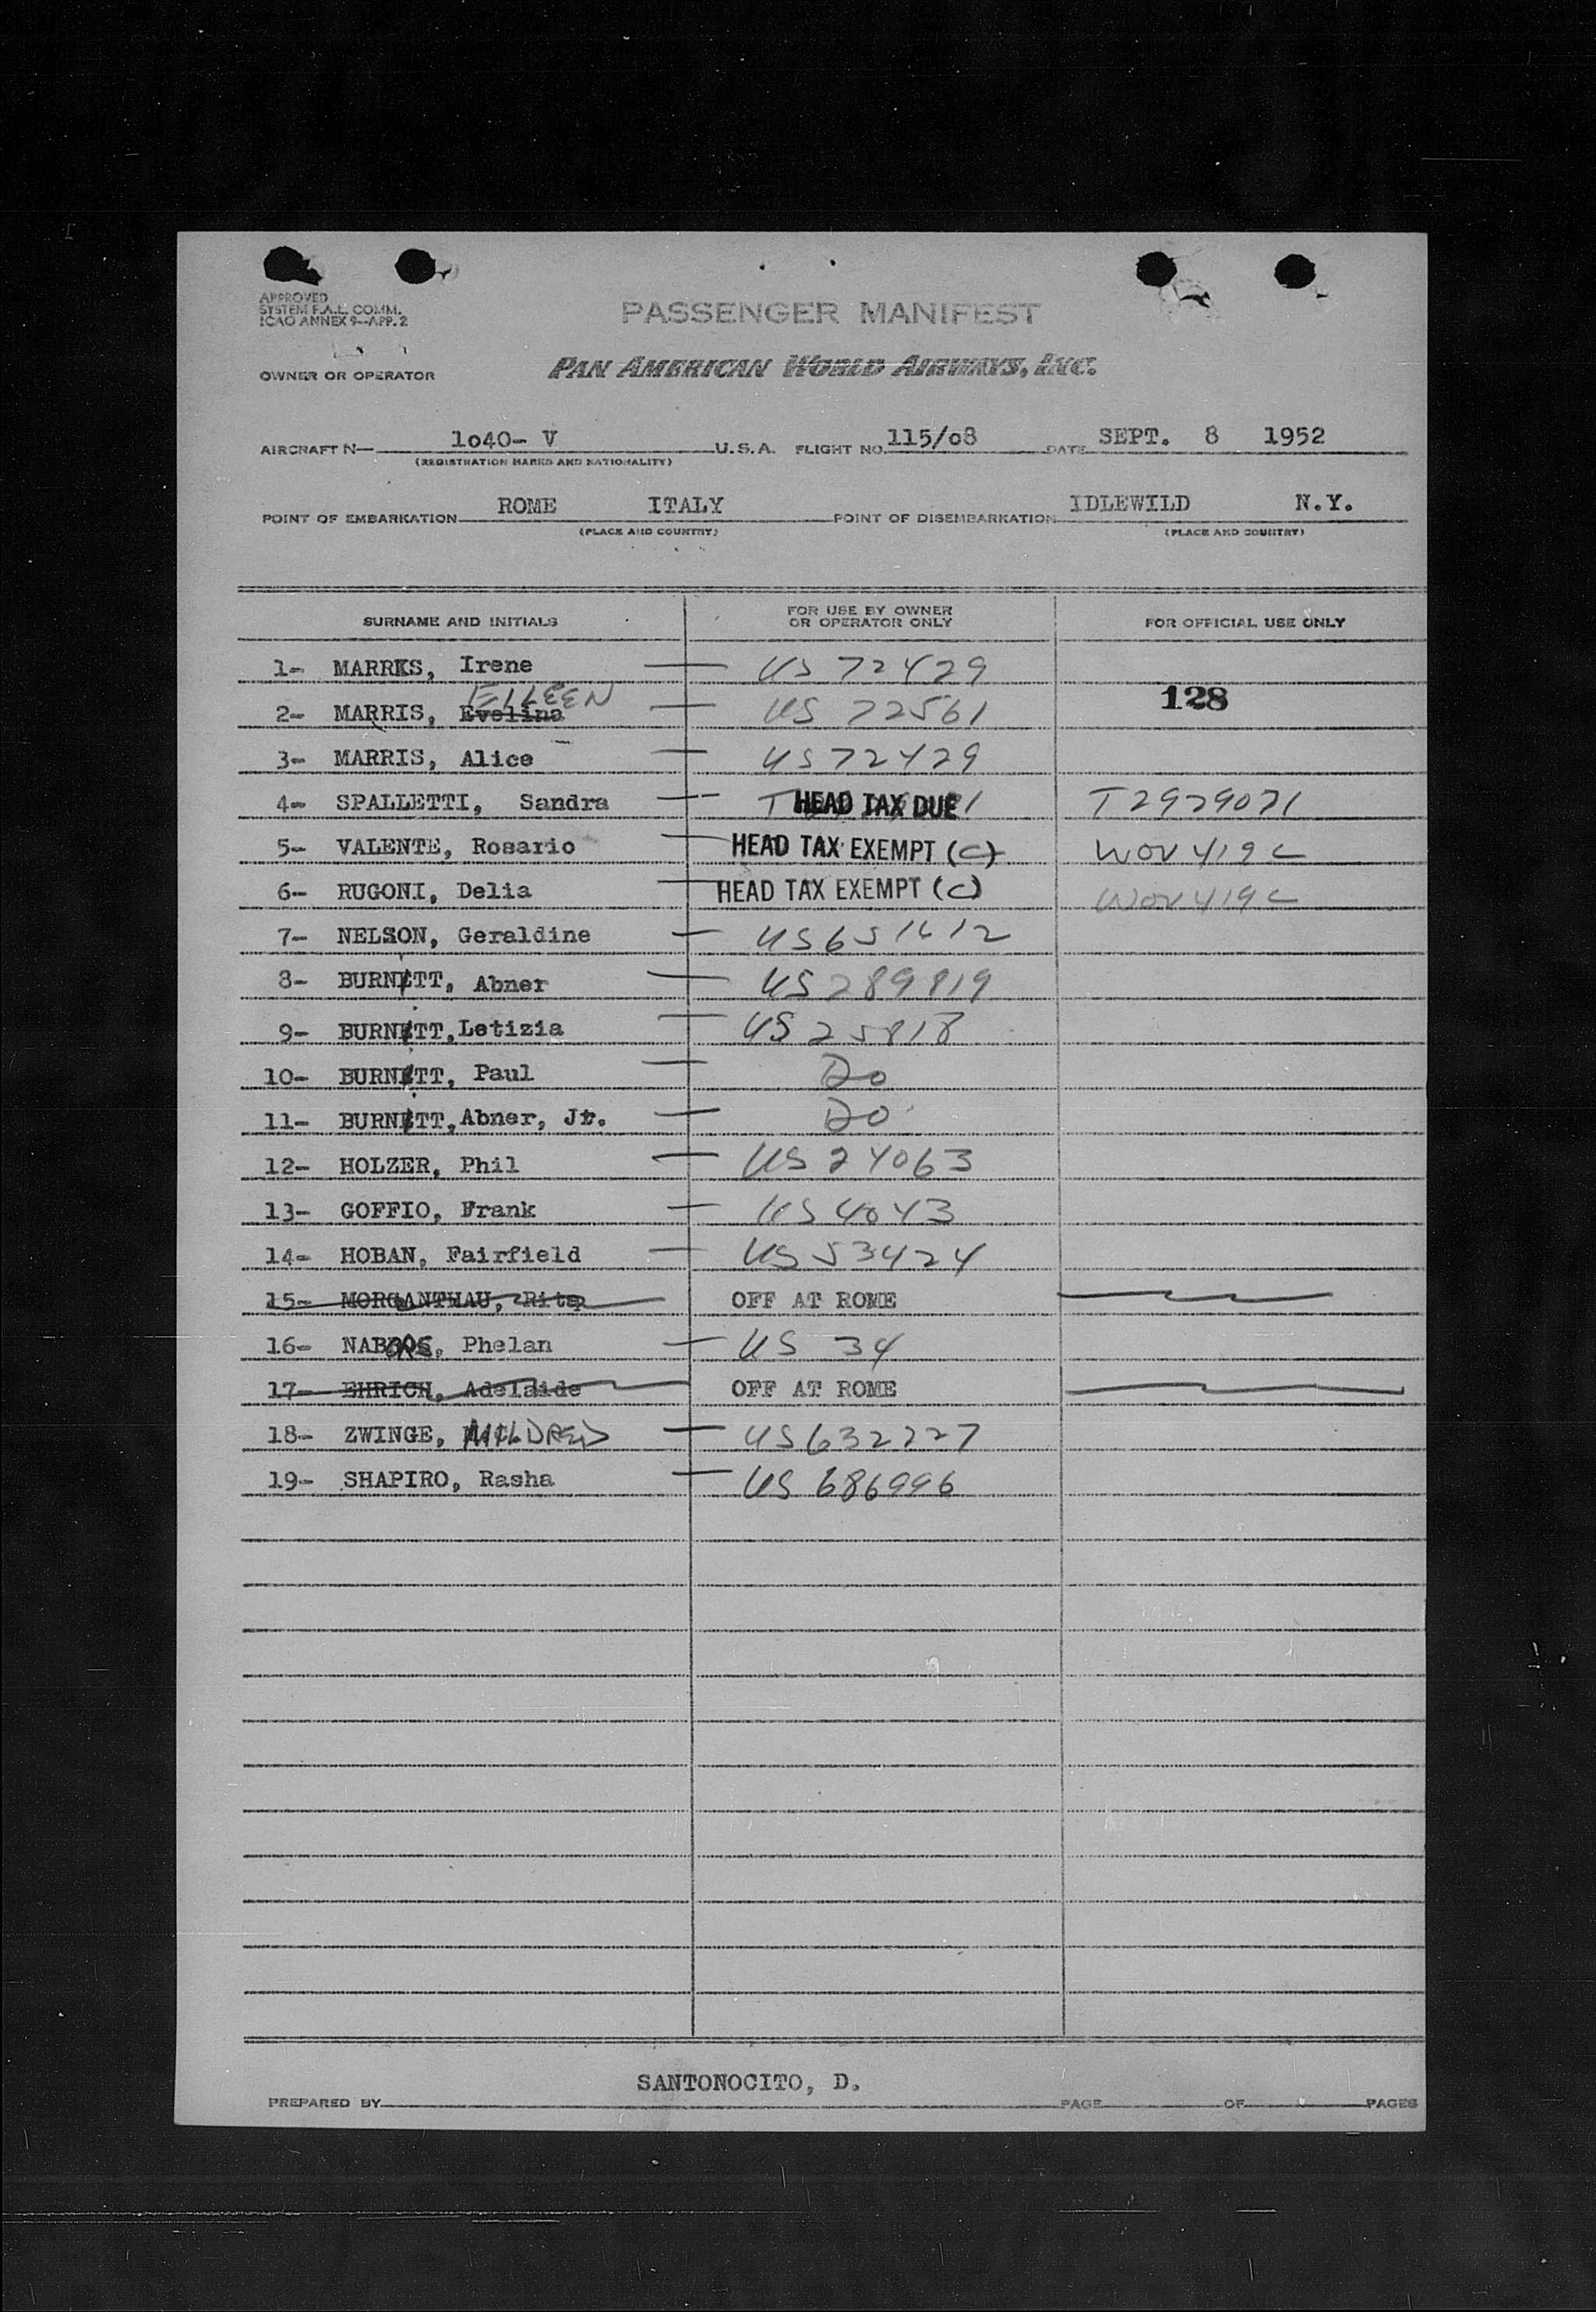 APPROVED
SYSTEM F.A.L. COMM.
ICAO ANNEX 9—APP. 2
PASSENGER MANIFEST
OWNER OR OPERATOR PAN AMERICAN WORLD AIRWAYS, INC.
AIRCRAFT N— 1o40- V U.S.A. FLIGHT NO. 115/o8 DATE SEPT. 8 1952
(REGISTRATION MARKS AND NATIONALITY)
POINT OF EMBARKATION ROME ITALY POINT OF DISEMBARKATION IDLEWILD N.Y.
(PLACE AND COUNTRY) (PLACE AND COUNTRY)
SURNAME AND INITIALS FOR USE BY OWNER OR OPERATOR ONLY FOR OFFICIAL USE ONLY
1- MARRKS, Irene — US 72429
EILEEN
2- MARRIS, Evelina — US 72561 128
3- MARRIS, Alice — US 72429
4- SPALLETTI, Sandra — HEAD TAX DUE T2929071
5- VALENTE, Rosario — HEAD TAX EXEMPT (C) WOV 419 C
6- RUGONI, Delia — HEAD TAX EXEMPT (C) WOV 419 C
7- NELSON, Geraldine — US 651612
8- BURNETT, Abner — US 289819
9- BURNETT, Letizia — US 25818
10- BURNETT, Paul — Do
11- BURNETT, Abner, Jr. — Do
12- HOLZER, Phil — US 24063
13- GOFFIO, Frank — US 4043
14- HOBAN, Fairfield — US 53424
15- MORGANTHAU, Rita OFF AT ROME
16- NABORS, Phelan — US 34
17- EHRICH, Adelaide OFF AT ROME
18- ZWINGE, MILDRED — US 632227
19- SHAPIRO, Rasha — US 686996
SANTONOCITO, D.
PREPARED BY PAGE OF PAGES